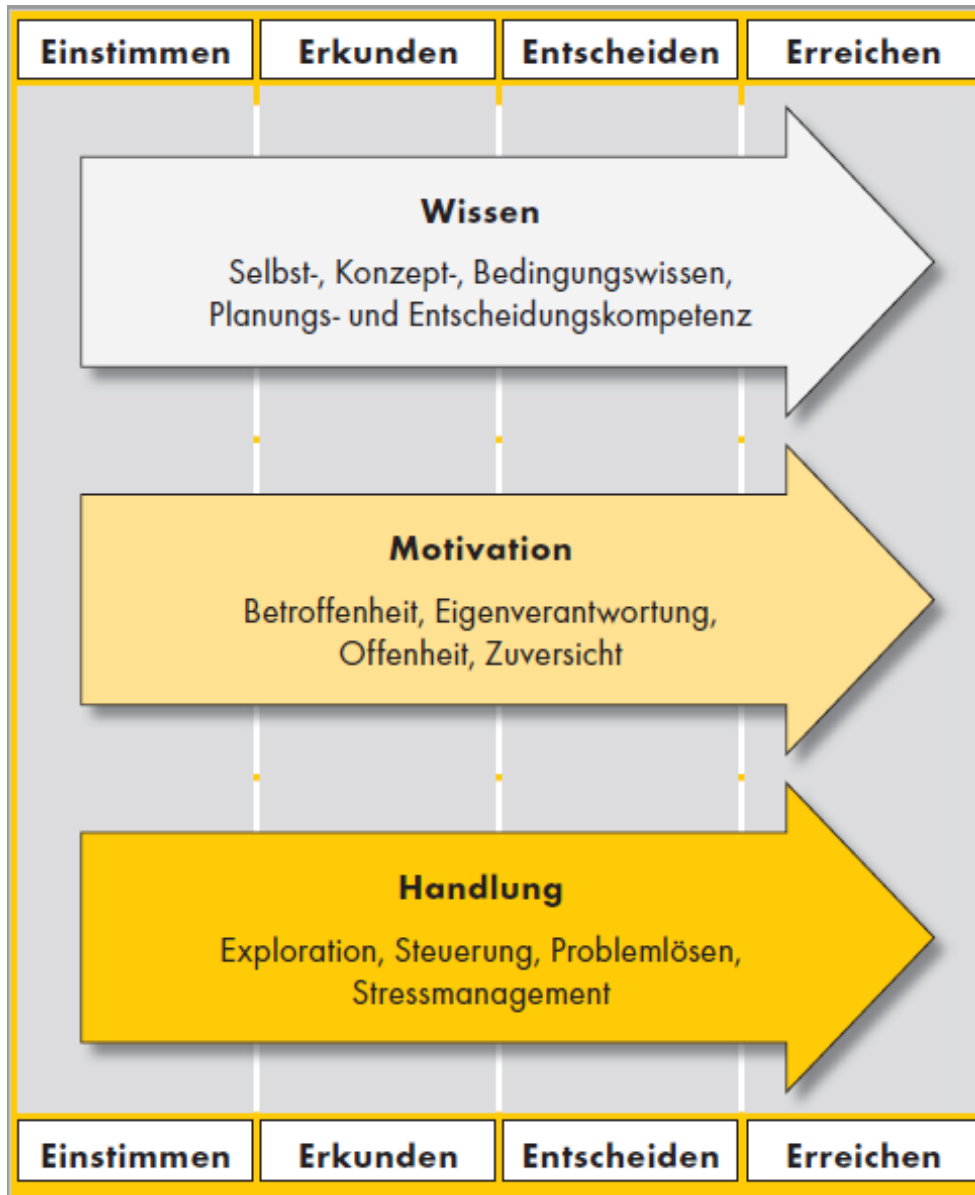 Einstimmen Erkunden Entscheiden Erreichen
Wissen
Selbst-, Konzept-, Bedingungswissen,
Planungs- und Entscheidungskompetenz
Motivation
Betroffenheit, Eigenverantwortung,
Offenheit, Zuversicht
Handlung
Exploration, Steuerung, Problemlösen,
Stressmanagement
Einstimmen Erkunden Entscheiden Erreichen